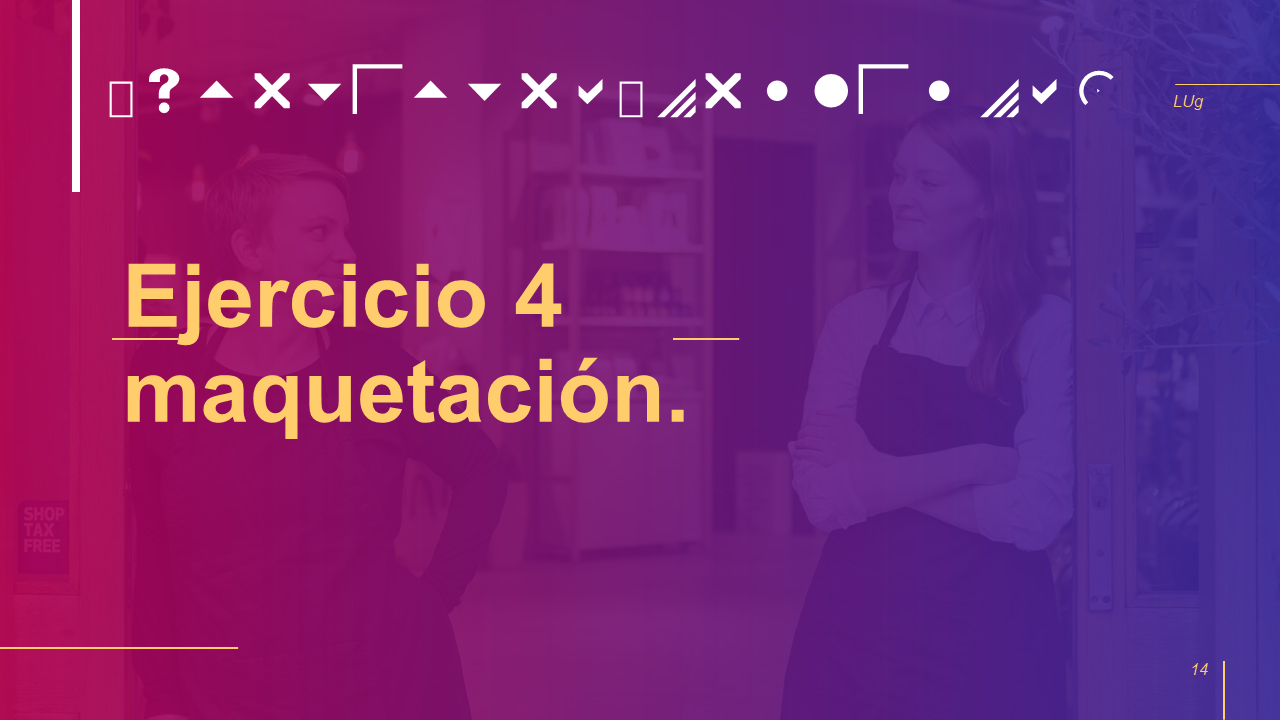 LUg
Ejercicio 4
maquetación.
SHOP
TAX
FREE
14